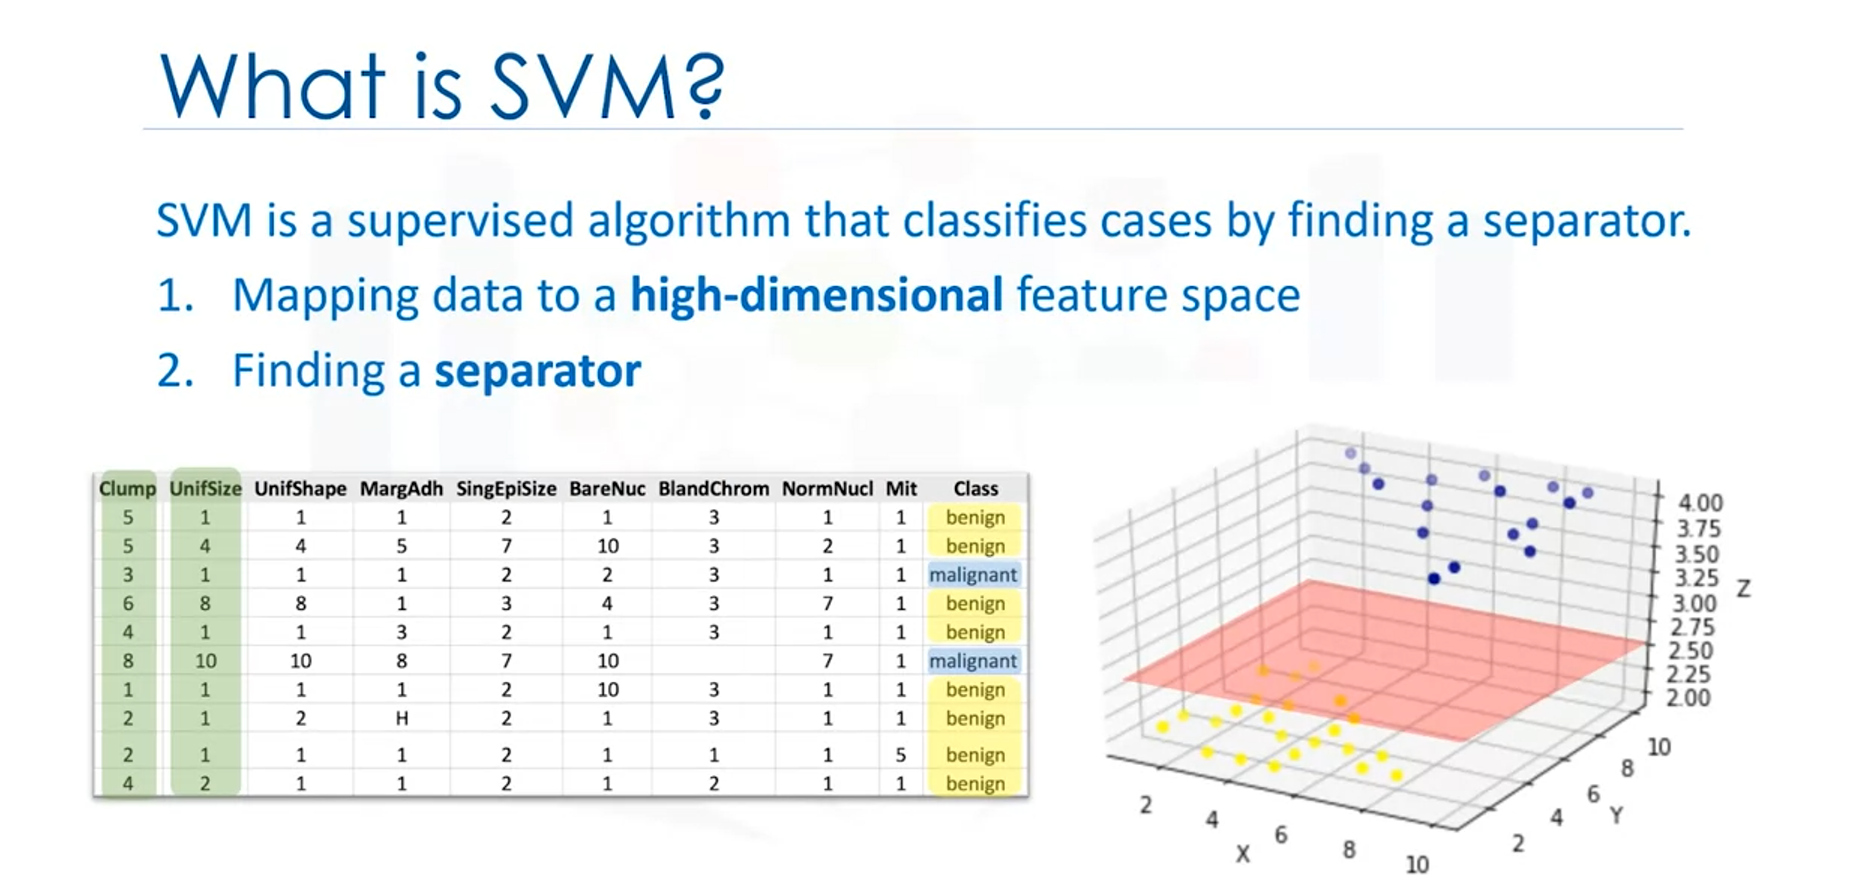 What is SVM?
SVM is a supervised algorithm that classifies cases by finding a separator.
1. Mapping data to a high-dimensional feature space
2. Finding a separator
Clump UnifSize UnifShape MargAdh SingEpiSize BareNuc BlandChrom NormNucl Mit Class
5 1 1 1 2 1 3 1 1 benign
5 4 4 5 7 10 3 2 1 benign
3 1 1 1 2 2 3 1 1 malignant
6 8 8 1 3 4 3 7 1 benign
4 1 1 3 2 1 3 1 1 benign
8 10 10 8 7 10 7 1 malignant
1 1 1 1 2 10 3 1 1 benign
2 1 2 H 2 1 3 1 1 benign
2 1 1 1 2 1 1 1 5 benign
4 2 1 1 2 1 2 1 1 benign
4.00
3.75
3.50
3.25
3.00
2.75
2.50
2.25
2.00
Z
2 4 6 8 10
X
2 4 6 8 10
Y